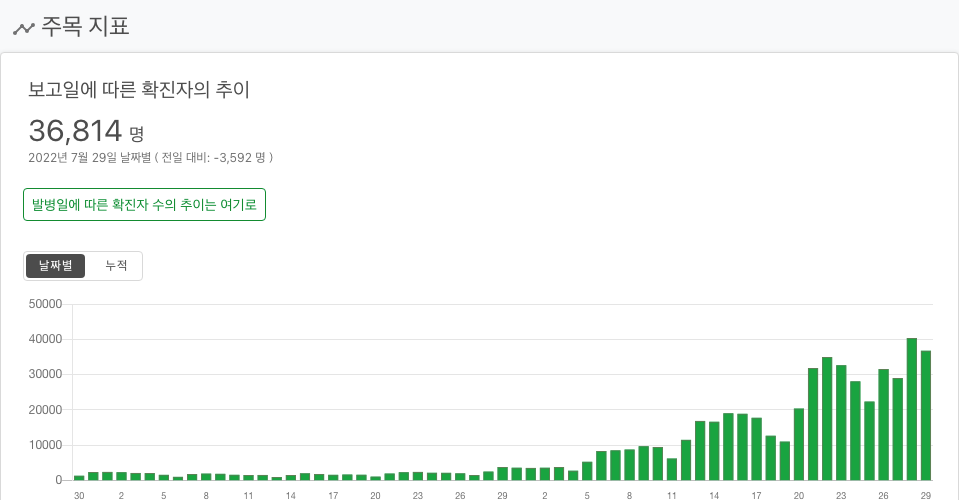 주목 지표
보고일에 따른 확진자의 추이
36,814 명
2022년 7월 29일 날짜별 ( 전일 대비: -3,592 명 )
발병일에 따른 확진자 수의 추이는 여기로
날짜별 누적
50000
40000
30000
20000
10000
0
30 2 5 8 11 14 17 20 23 26 29 2 5 8 11 14 17 20 23 26 29